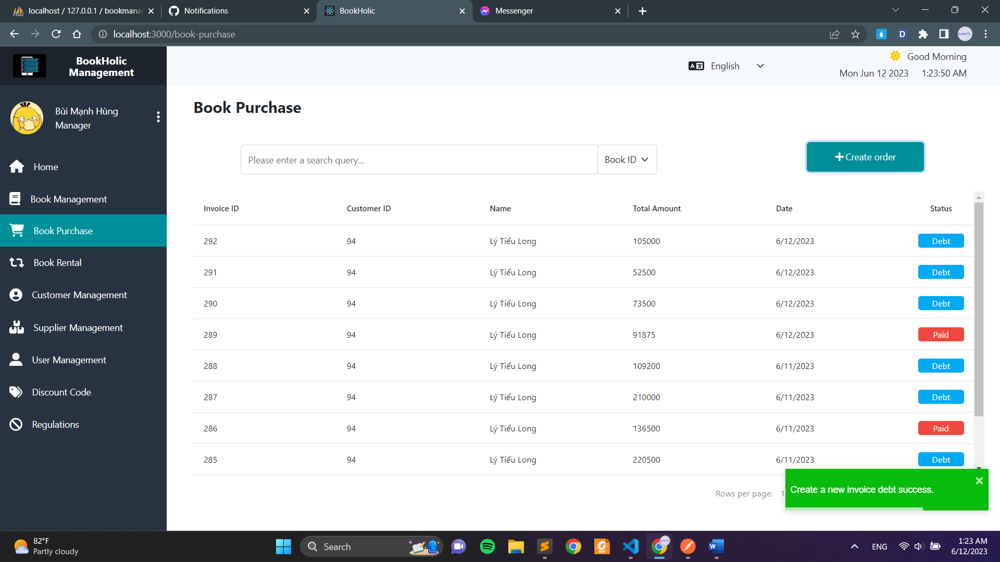 localhost / 127.0.0.1 / bookmana
Notifications
BookHolic
Messenger
localhost:3000/book-purchase
BookHolic
Management
English
Good Morning
Mon Jun 12 2023 1:23:50 AM
Bùi Mạnh Hùng
Manager
Home
Book Management
Book Purchase
Book Rental
Customer Management
Supplier Management
User Management
Discount Code
Regulations
Book Purchase
Please enter a search query...
Book ID
Create order
Invoice ID Customer ID Name Total Amount Date Status
292 94 Lý Tiểu Long 105000 6/12/2023 Debt
291 94 Lý Tiểu Long 52500 6/12/2023 Debt
290 94 Lý Tiểu Long 73500 6/12/2023 Debt
289 94 Lý Tiểu Long 91875 6/12/2023 Paid
288 94 Lý Tiểu Long 109200 6/11/2023 Debt
287 94 Lý Tiểu Long 210000 6/11/2023 Debt
286 94 Lý Tiểu Long 136500 6/11/2023 Paid
285 94 Lý Tiểu Long 220500 6/11/2023 Debt
Rows per page: 1
Create a new invoice debt success.
82°F
Partly cloudy
Search
ENG
1:23 AM
6/12/2023